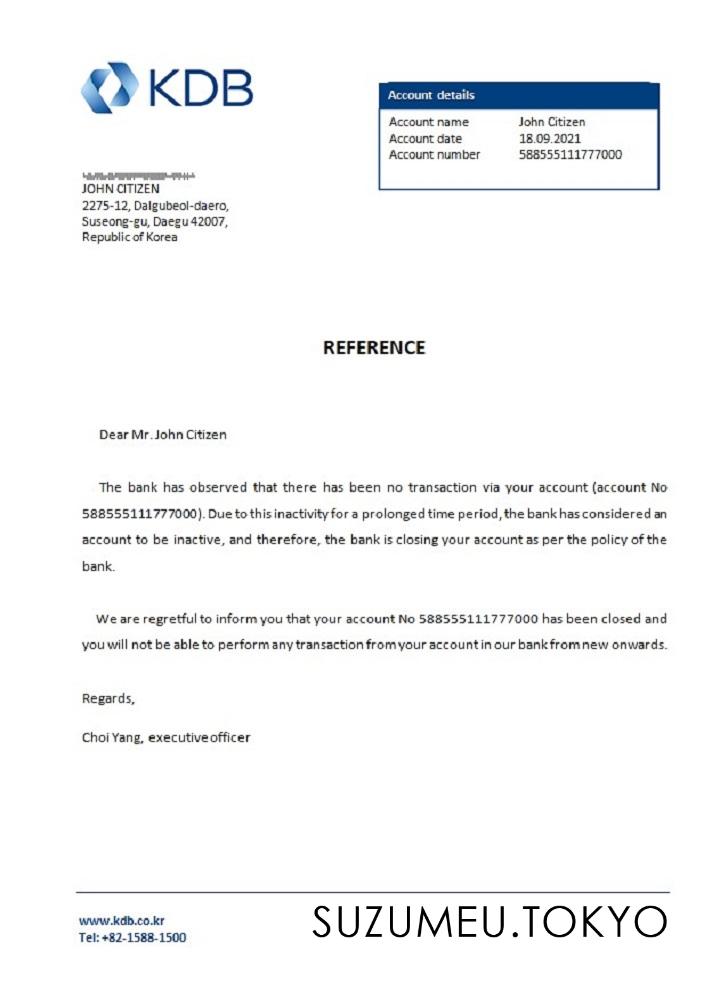 KDB
Account details
Account name John Citizen
Account date 18.09.2021
Account number 588555111777000
JOHN CITIZEN
2275-12, Dalgubeol-daero,
Suseong-gu, Daegu 42007,
Republic of Korea
REFERENCE
Dear Mr. John Citizen
The bank has observed that there has been no transaction via your account (account No
588555111777000). Due to this inactivity for a prolonged time period, the bank has considered an
account to be inactive, and therefore, the bank is closing your account as per the policy of the
bank.
We are regretful to inform you that your account No 588555111777000 has been closed and
you will not be able to perform any transaction from your account in our bank from new onwards.
Regards,
Choi Yang, executive officer
www.kdb.co.kr
Tel: +82-1588-1500
SUZUMEU.TOKYO